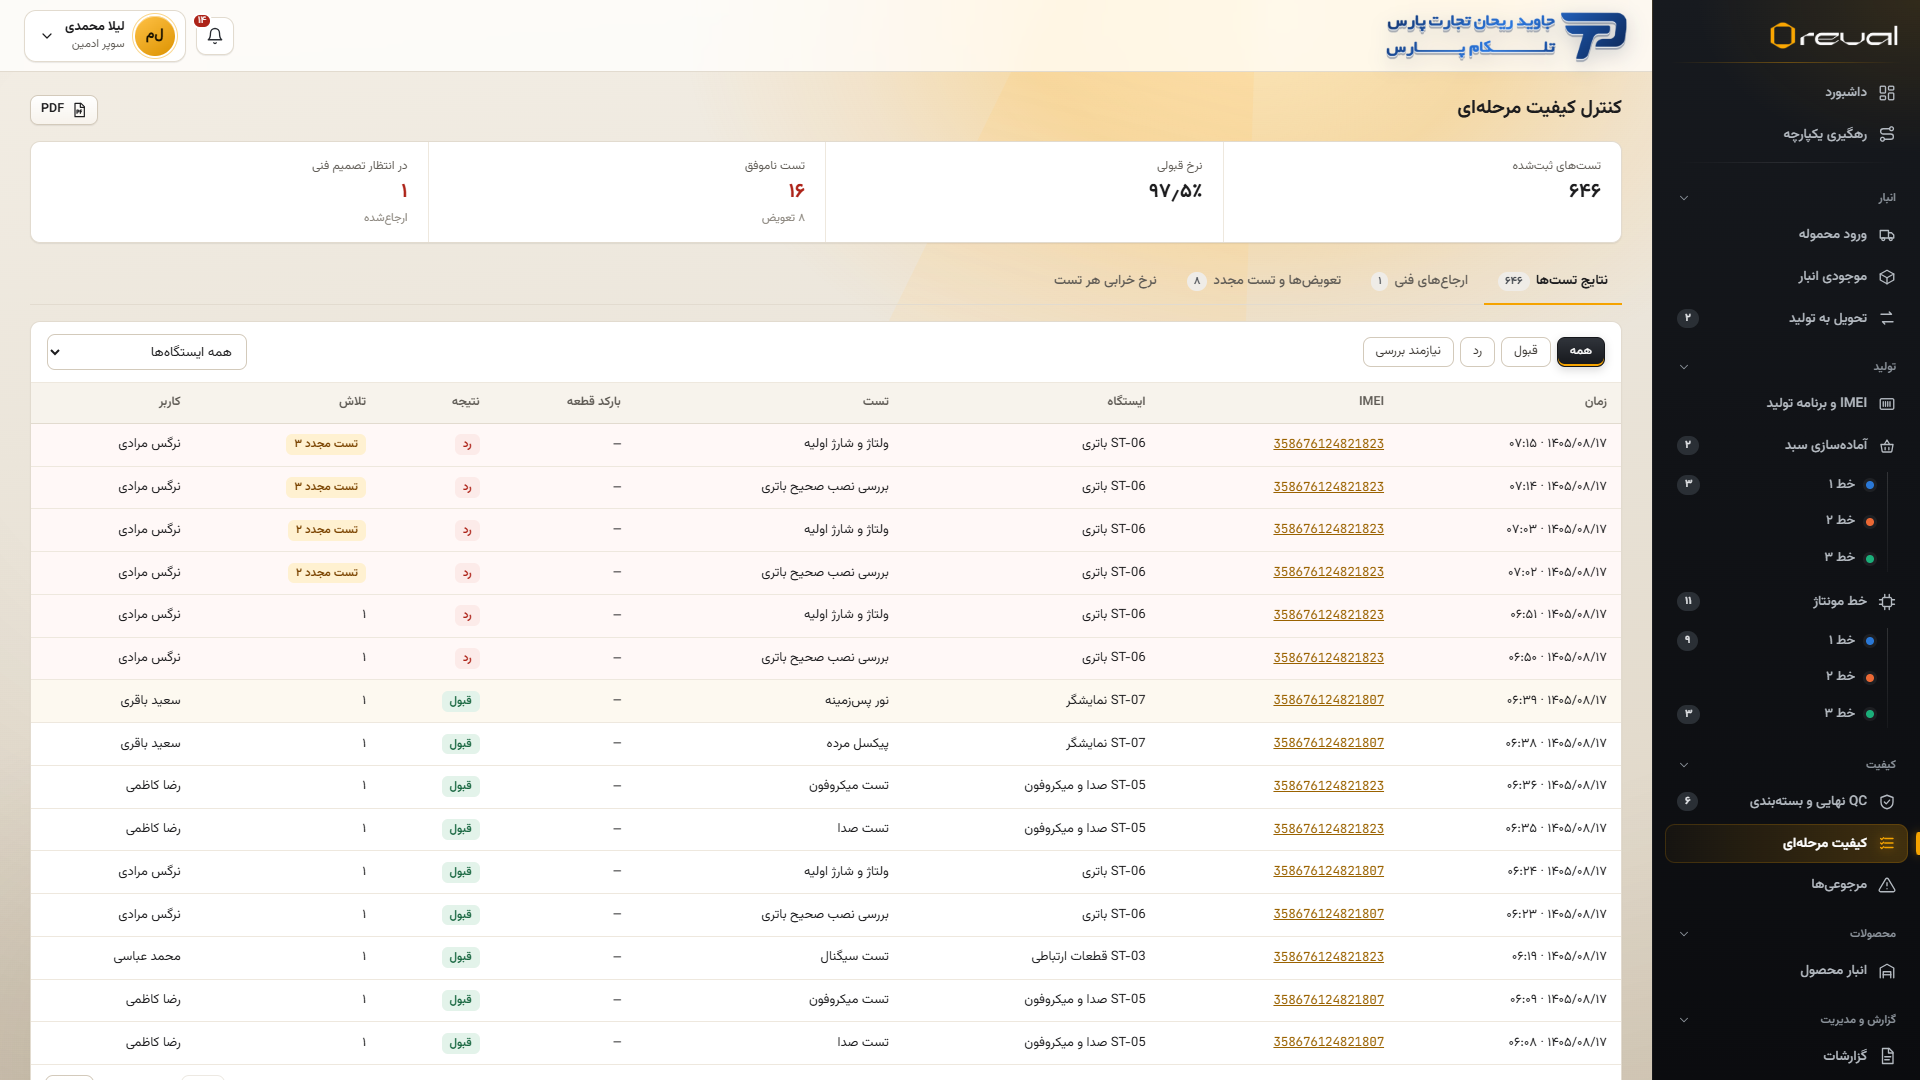 oreval
داشبورد
رهگیری یکپارچه
انبار
ورود محموله
موجودی انبار
تحویل به تولید ۲
تولید
IMEI و برنامه تولید
آماده‌سازی سبد ۲
خط ۱ ۳
خط ۲
خط ۳
خط مونتاژ ۱۱
خط ۱ ۹
خط ۲
خط ۳ ۳
کیفیت
QC نهایی و بسته‌بندی ۶
کیفیت مرحله‌ای
مرجوعی‌ها
محصولات
انبار محصول
گزارش و مدیریت
گزارشات
جاوید ریحان تجارت پارس
تلکام پارس
۱۴
لیلا محمدی
سوپر ادمین
ل‌م
کنترل کیفیت مرحله‌ای
PDF
تست‌های ثبت‌شده
۶۴۶
نرخ قبولی
۹۷٫۵٪
تست ناموفق
۱۶
۸ تعویض
در انتظار تصمیم فنی
۱
ارجاع‌شده
نتایج تست‌ها ۶۴۶ ارجاع‌های فنی ۱ تعویض‌ها و تست مجدد ۸ نرخ خرابی هر تست
همه قبول رد نیازمند بررسی همه ایستگاه‌ها
زمان IMEI ایستگاه تست بارکد قطعه نتیجه تلاش کاربر
۱۴۰۵/۰۸/۱۷ · ۰۷:۱۵ 358676124821823 ST-06 باتری ولتاژ و شارژ اولیه — رد تست مجدد ۳ نرگس مرادی
۱۴۰۵/۰۸/۱۷ · ۰۷:۱۴ 358676124821823 ST-06 باتری بررسی نصب صحیح باتری — رد تست مجدد ۳ نرگس مرادی
۱۴۰۵/۰۸/۱۷ · ۰۷:۰۳ 358676124821823 ST-06 باتری ولتاژ و شارژ اولیه — رد تست مجدد ۲ نرگس مرادی
۱۴۰۵/۰۸/۱۷ · ۰۷:۰۲ 358676124821823 ST-06 باتری بررسی نصب صحیح باتری — رد تست مجدد ۲ نرگس مرادی
۱۴۰۵/۰۸/۱۷ · ۰۶:۵۱ 358676124821823 ST-06 باتری ولتاژ و شارژ اولیه — رد ۱ نرگس مرادی
۱۴۰۵/۰۸/۱۷ · ۰۶:۵۰ 358676124821823 ST-06 باتری بررسی نصب صحیح باتری — رد ۱ نرگس مرادی
۱۴۰۵/۰۸/۱۷ · ۰۶:۳۹ 358676124821807 ST-07 نمایشگر نور پس‌زمینه — قبول ۱ سعید باقری
۱۴۰۵/۰۸/۱۷ · ۰۶:۳۸ 358676124821807 ST-07 نمایشگر پیکسل مرده — قبول ۱ سعید باقری
۱۴۰۵/۰۸/۱۷ · ۰۶:۳۶ 358676124821823 ST-05 صدا و میکروفون تست میکروفون — قبول ۱ رضا کاظمی
۱۴۰۵/۰۸/۱۷ · ۰۶:۳۵ 358676124821823 ST-05 صدا و میکروفون تست صدا — قبول ۱ رضا کاظمی
۱۴۰۵/۰۸/۱۷ · ۰۶:۲۴ 358676124821807 ST-06 باتری ولتاژ و شارژ اولیه — قبول ۱ نرگس مرادی
۱۴۰۵/۰۸/۱۷ · ۰۶:۲۳ 358676124821807 ST-06 باتری بررسی نصب صحیح باتری — قبول ۱ نرگس مرادی
۱۴۰۵/۰۸/۱۷ · ۰۶:۱۹ 358676124821823 ST-03 قطعات ارتباطی تست سیگنال — قبول ۱ محمد عباسی
۱۴۰۵/۰۸/۱۷ · ۰۶:۰۹ 358676124821807 ST-05 صدا و میکروفون تست میکروفون — قبول ۱ رضا کاظمی
۱۴۰۵/۰۸/۱۷ · ۰۶:۰۸ 358676124821807 ST-05 صدا و میکروفون تست صدا — قبول ۱ رضا کاظمی